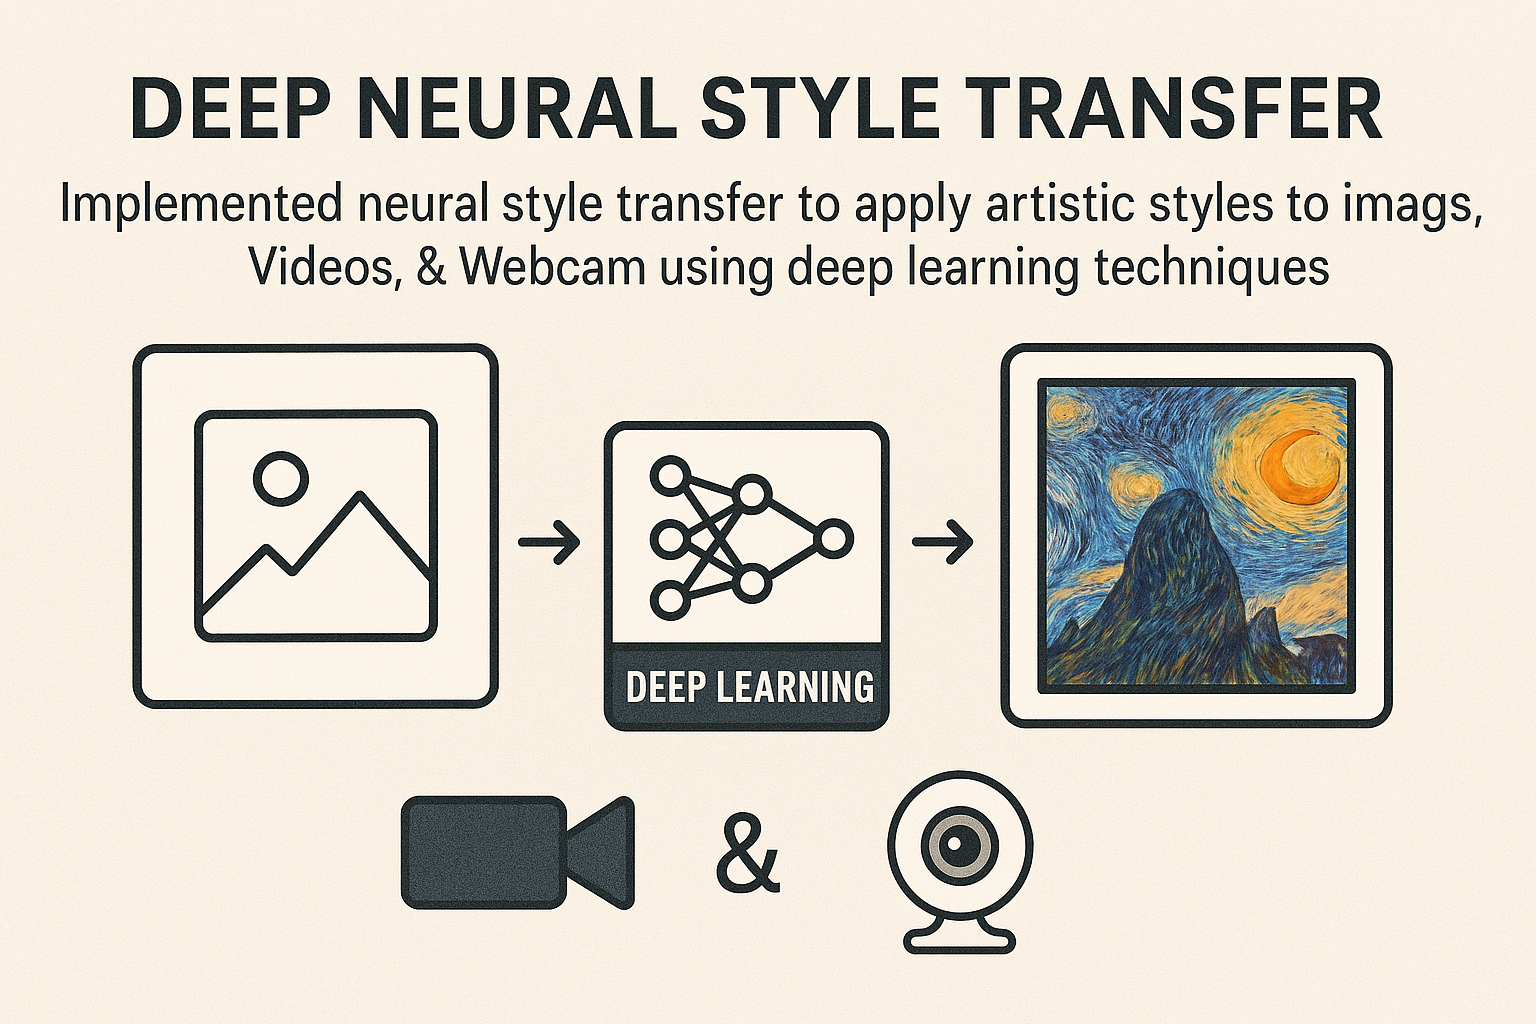 DEEP NEURAL STYLE TRANSFER
Implemented neural style transfer to apply artistic styles to imags,
Videos, & Webcam using deep learning techniques
DEEP LEARNING
&